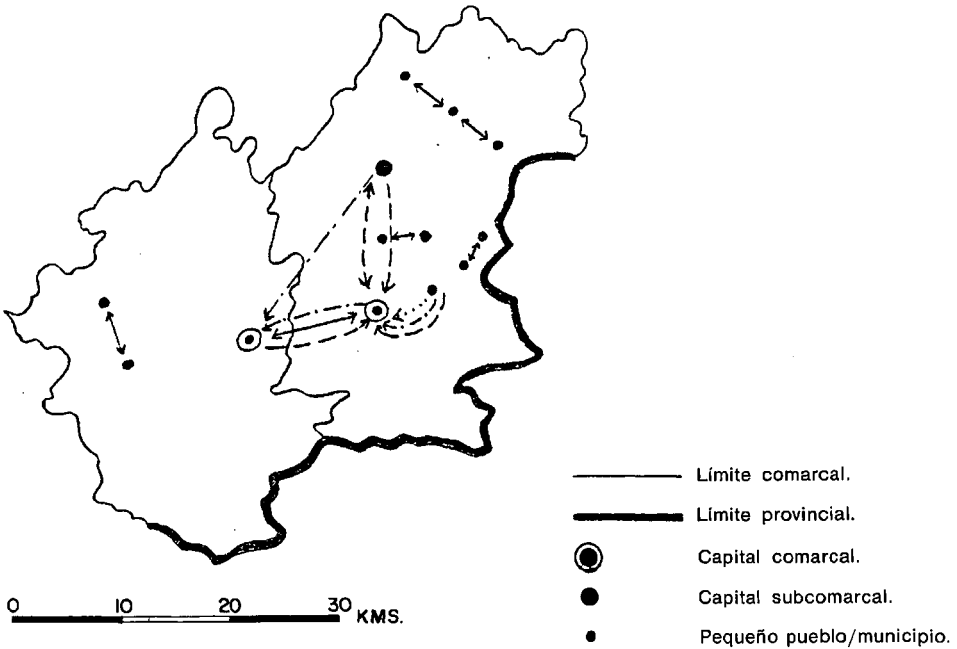 Límite comarcal.
Límite provincial.
Capital comarcal.
Capital subcomarcal.
Pequeño pueblo/municipio.
0 10 20 30 KMS.